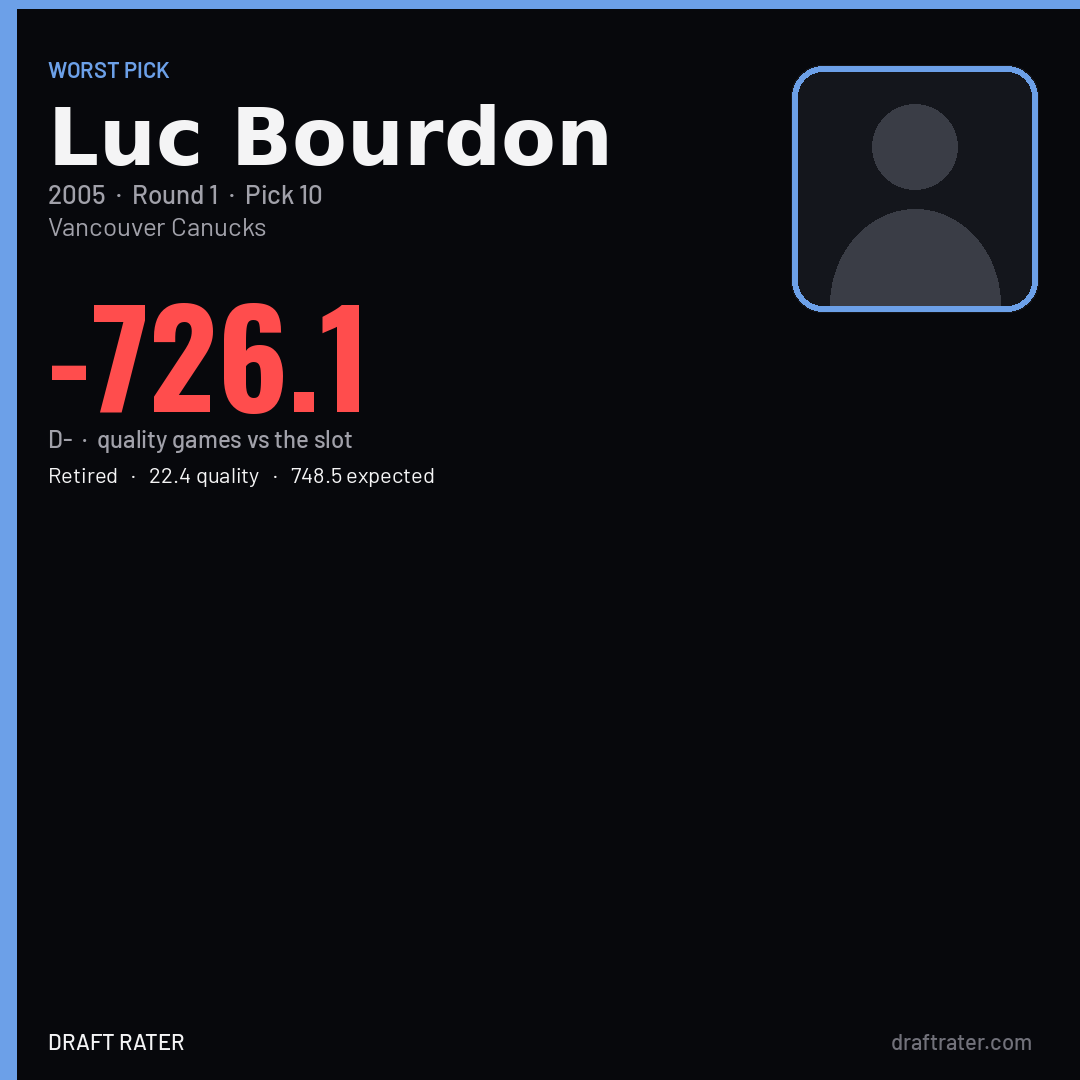 WORST PICK
Luc Bourdon
2005 · Round 1 · Pick 10
Vancouver Canucks
-726.1
D- · quality games vs the slot
Retired · 22.4 quality · 748.5 expected
DRAFT RATER
draftrater.com